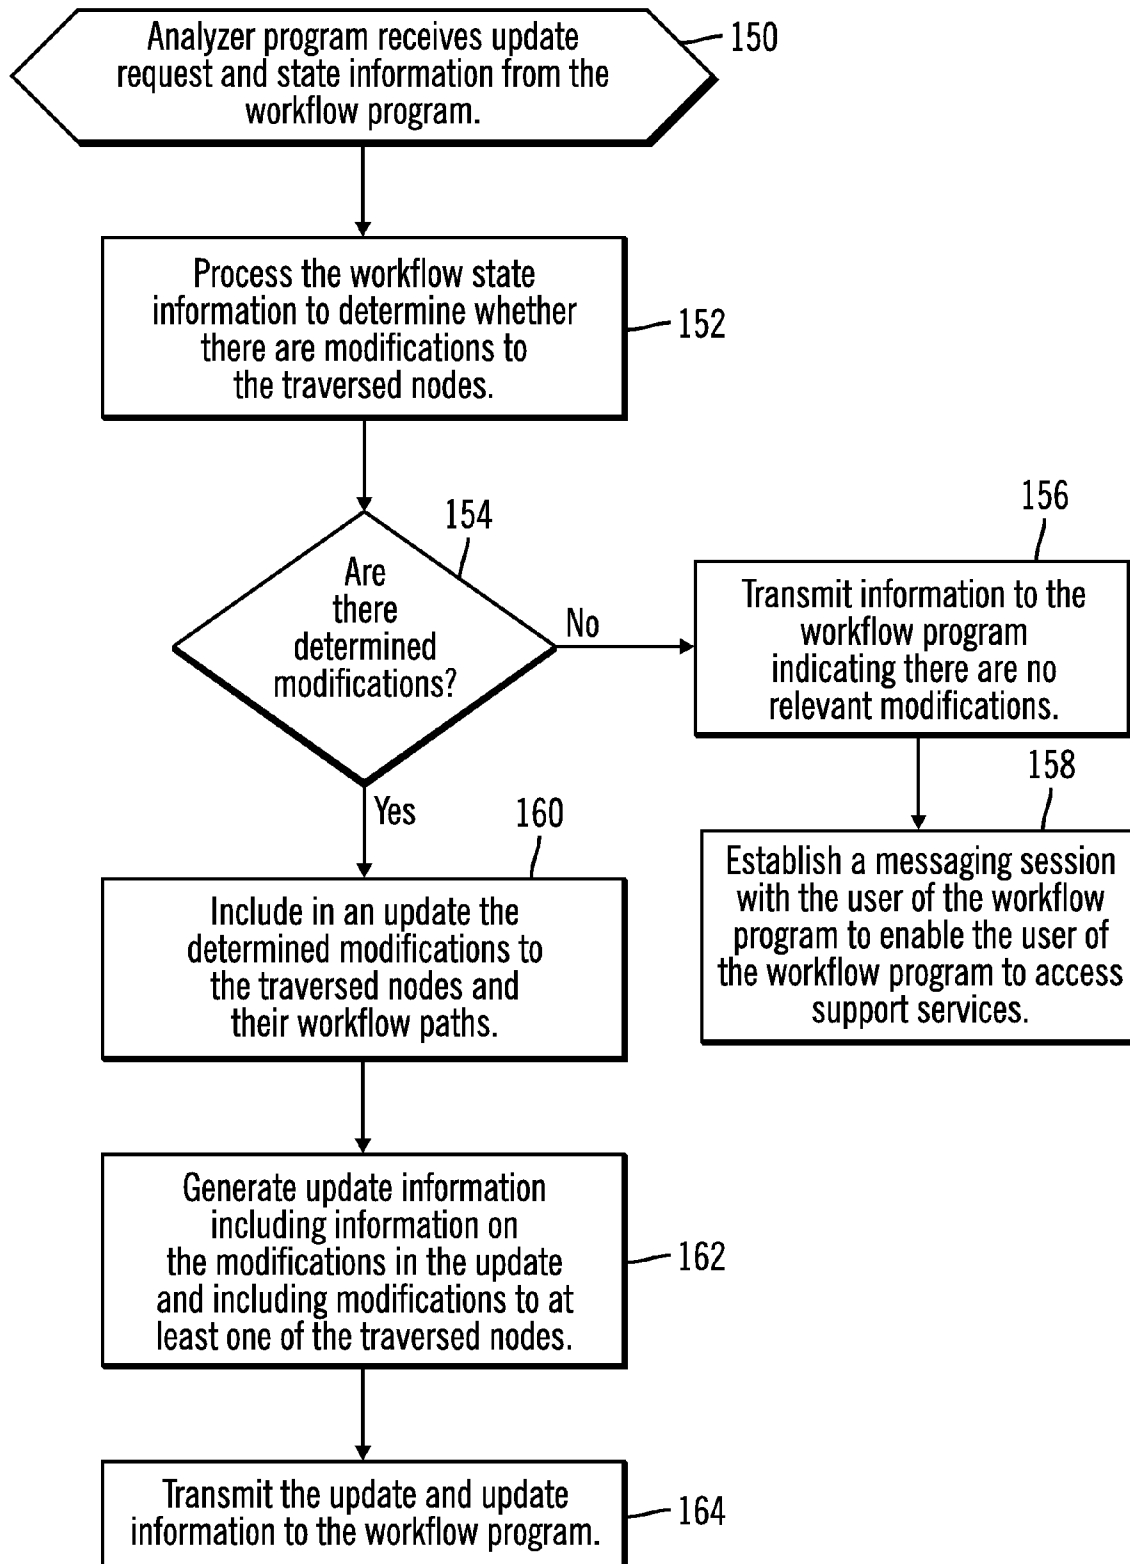 Analyzer program receives update
request and state information from the
workflow program.
150
Process the workflow state
information to determine whether
there are modifications to
the traversed nodes.
152
154
Are
there
determined
modifications?
No
156
Transmit information to the
workflow program
indicating there are no
relevant modifications.
158
Establish a messaging session
with the user of the workflow
program to enable the user of
the workflow program to access
support services.
Yes
160
Include in an update the
determined modifications to
the traversed nodes and
their workflow paths.
Generate update information
including information on
the modifications in the update
and including modifications to at
least one of the traversed nodes.
162
Transmit the update and update
information to the workflow program.
164